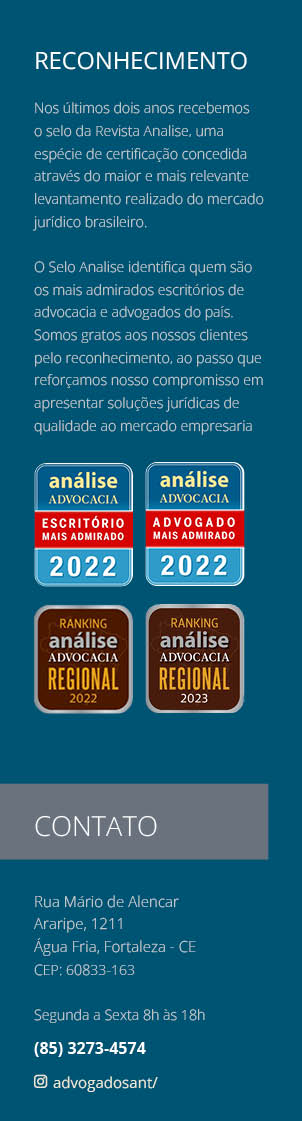 RECONHECIMENTO
Nos últimos dois anos recebemos
o selo da Revista Analise, uma
espécie de certificação concedida
através do maior e mais relevante
levantamento realizado do mercado
jurídico brasileiro.
O Selo Analise identifica quem são
os mais admirados escritórios de
advocacia e advogados do país.
Somos gratos aos nossos clientes
pelo reconhecimento, ao passo que
reforçamos nosso compromisso em
apresentar soluções jurídicas de
qualidade ao mercado empresaria
análise
ADVOCACIA
ESCRITÓRIO
MAIS ADMIRADO
2022
análise
ADVOCACIA
ADVOGADO
MAIS ADMIRADO
2022
RANKING
análise
ADVOCACIA
REGIONAL
2022
RANKING
análise
ADVOCACIA
REGIONAL
2023
CONTATO
Rua Mário de Alencar
Araripe, 1211
Água Fria, Fortaleza - CE
CEP: 60833-163
Segunda a Sexta 8h às 18h
(85) 3273-4574
advogadosant/